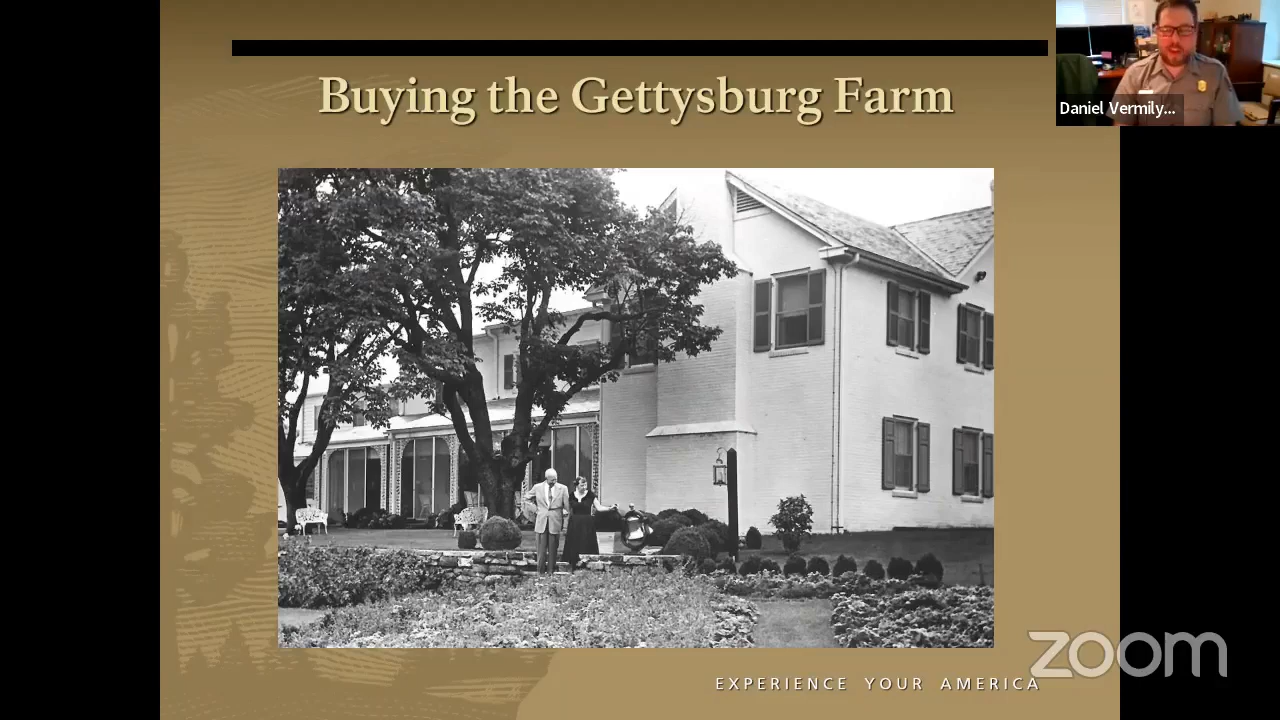 Buying the Gettysburg Farm
Daniel Vermily...
EXPERIENCE YOUR AMERICA
zoom